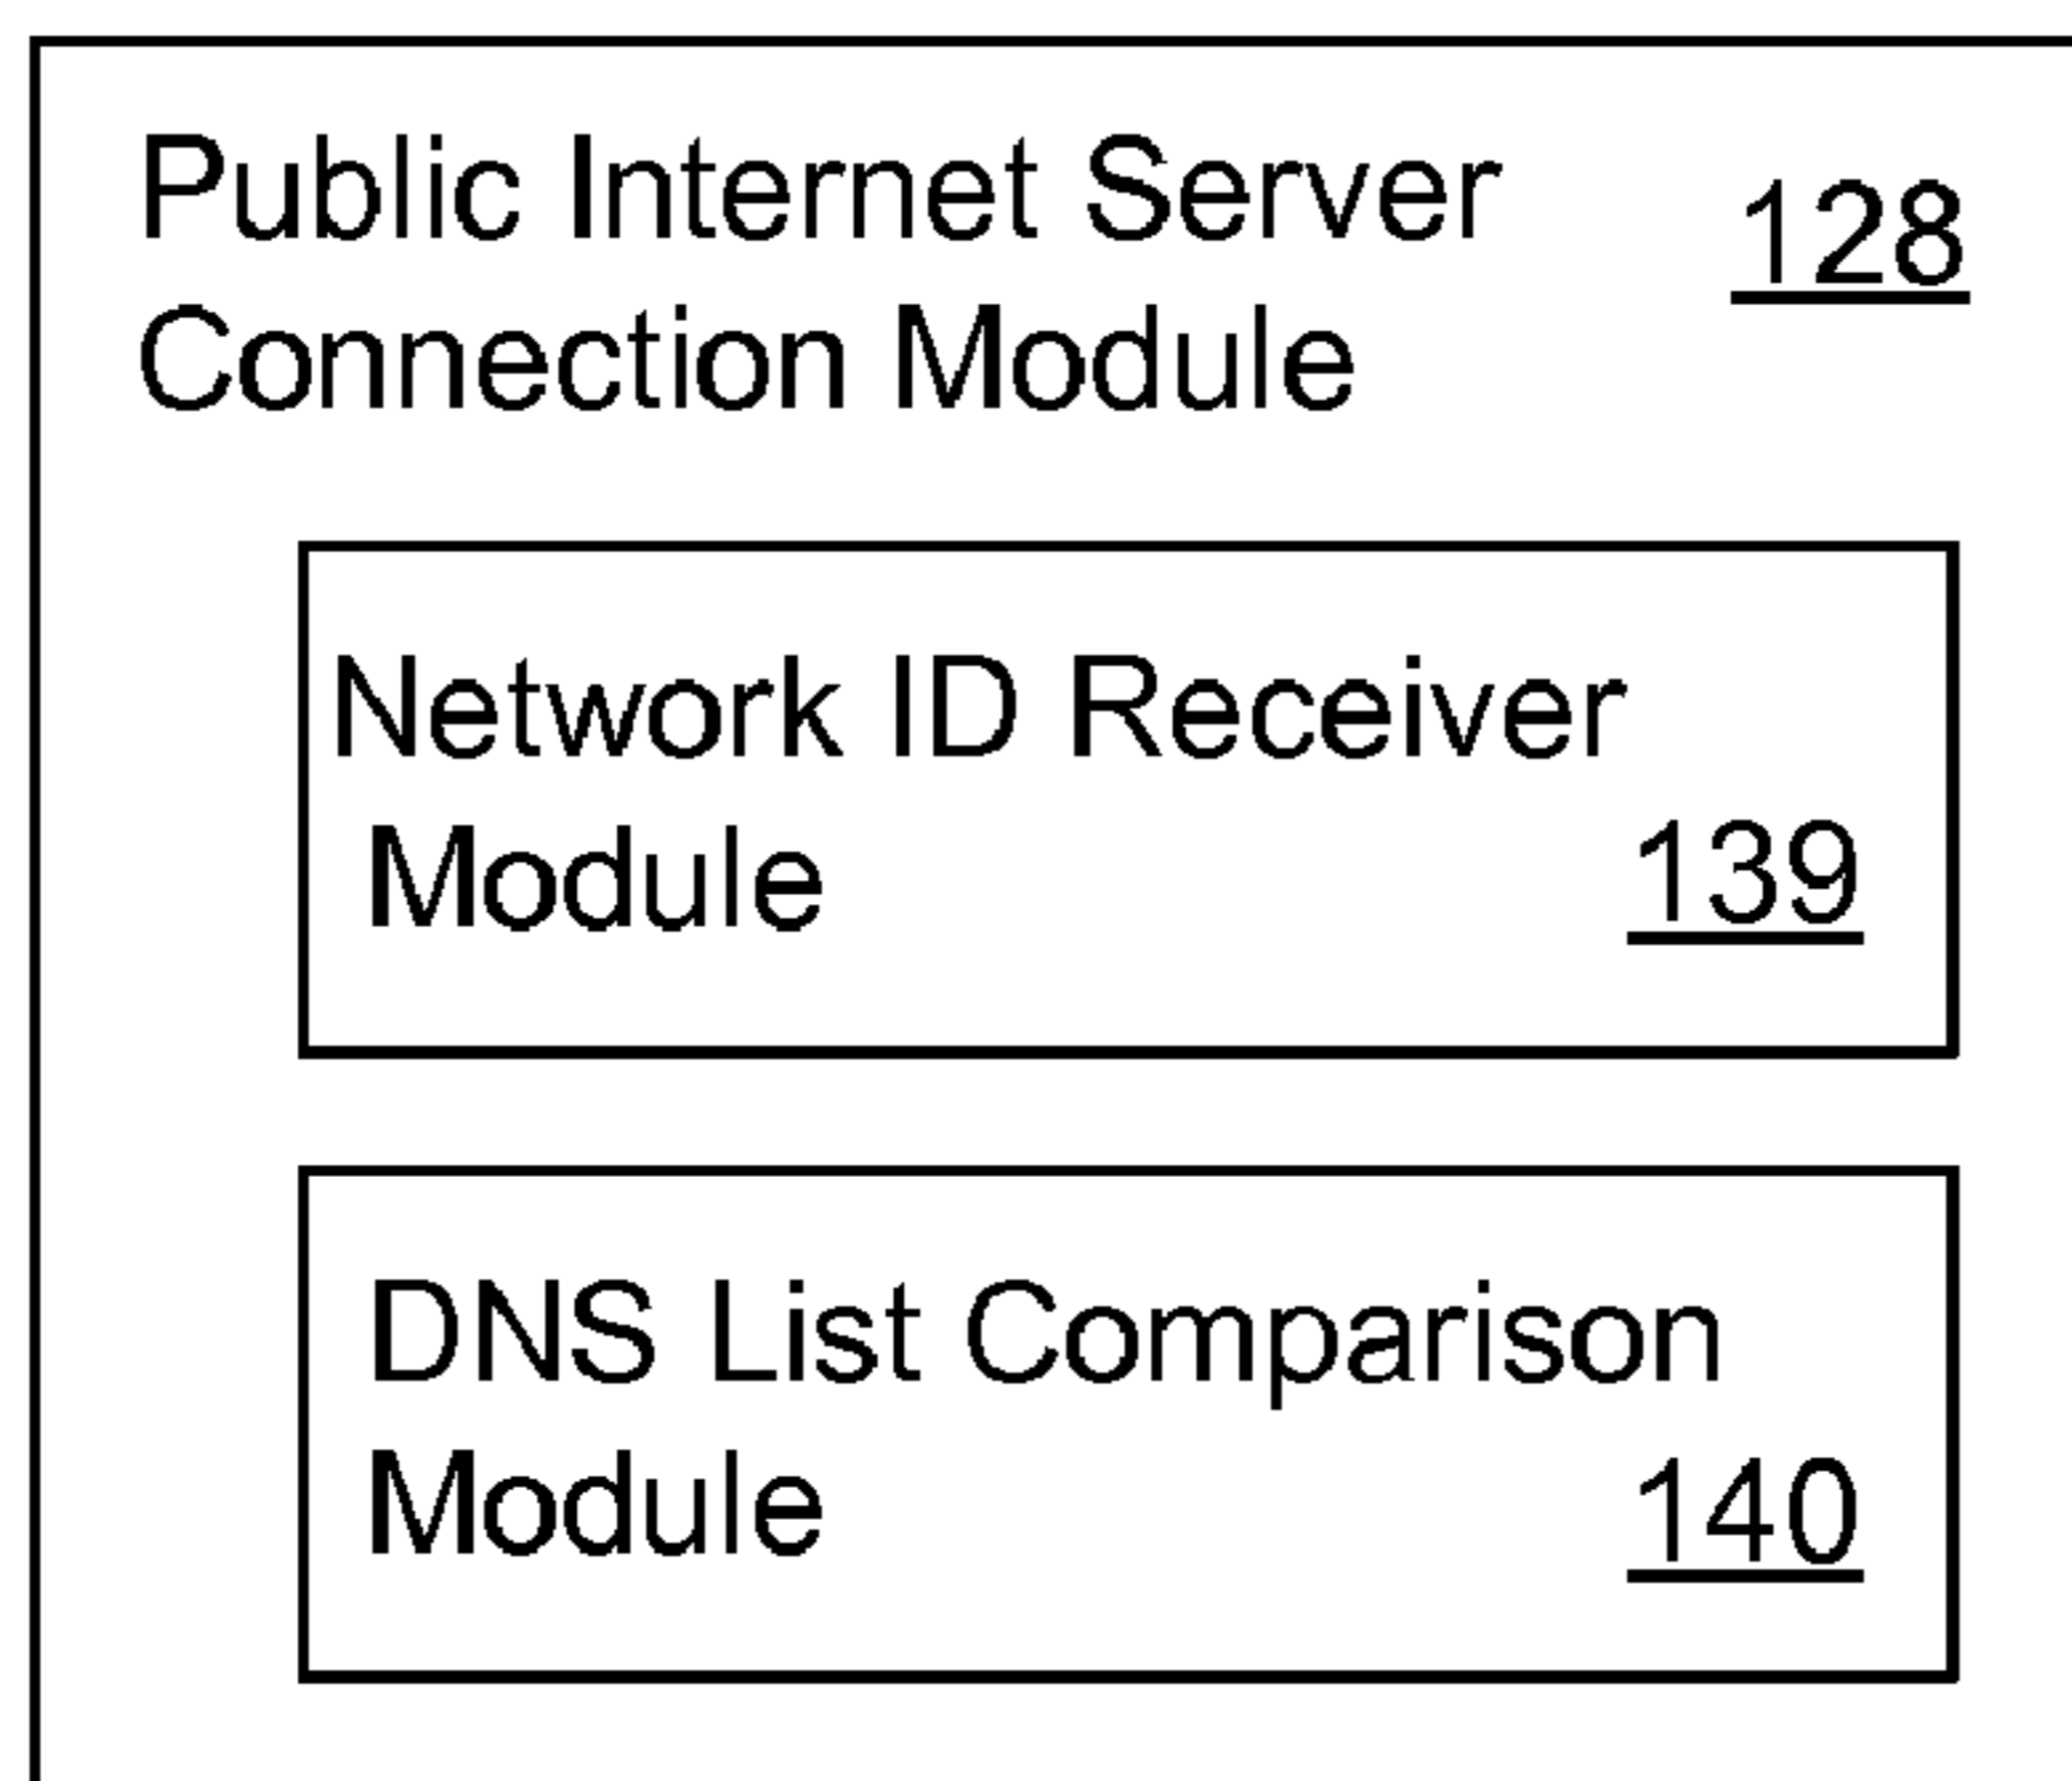 Public Internet Server
Connection Module
128
Network ID Receiver
Module
139
DNS List Comparison
Module
140